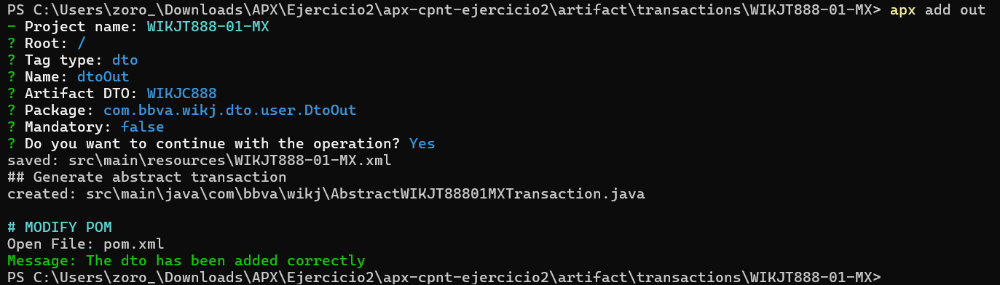 PS C:\Users\zoro_\Downloads\APX\Ejercicio2\apx-cpnt-ejercicio2\artifact\transactions\WIKJT888-01-MX> apx add out
- Project name: WIKJT888-01-MX
? Root: /
? Tag type: dto
? Name: dtoOut
? Artifact DTO: WIKJC888
? Package: com.bbva.wikj.dto.user.DtoOut
? Mandatory: false
? Do you want to continue with the operation? Yes
saved: src\main\resources\WIKJT888-01-MX.xml
## Generate abstract transaction
created: src\main\java\com\bbva\wikj\AbstractWIKJT88801MXTransaction.java

# MODIFY POM
Open File: pom.xml
Message: The dto has been added correctly
PS C:\Users\zoro_\Downloads\APX\Ejercicio2\apx-cpnt-ejercicio2\artifact\transactions\WIKJT888-01-MX>